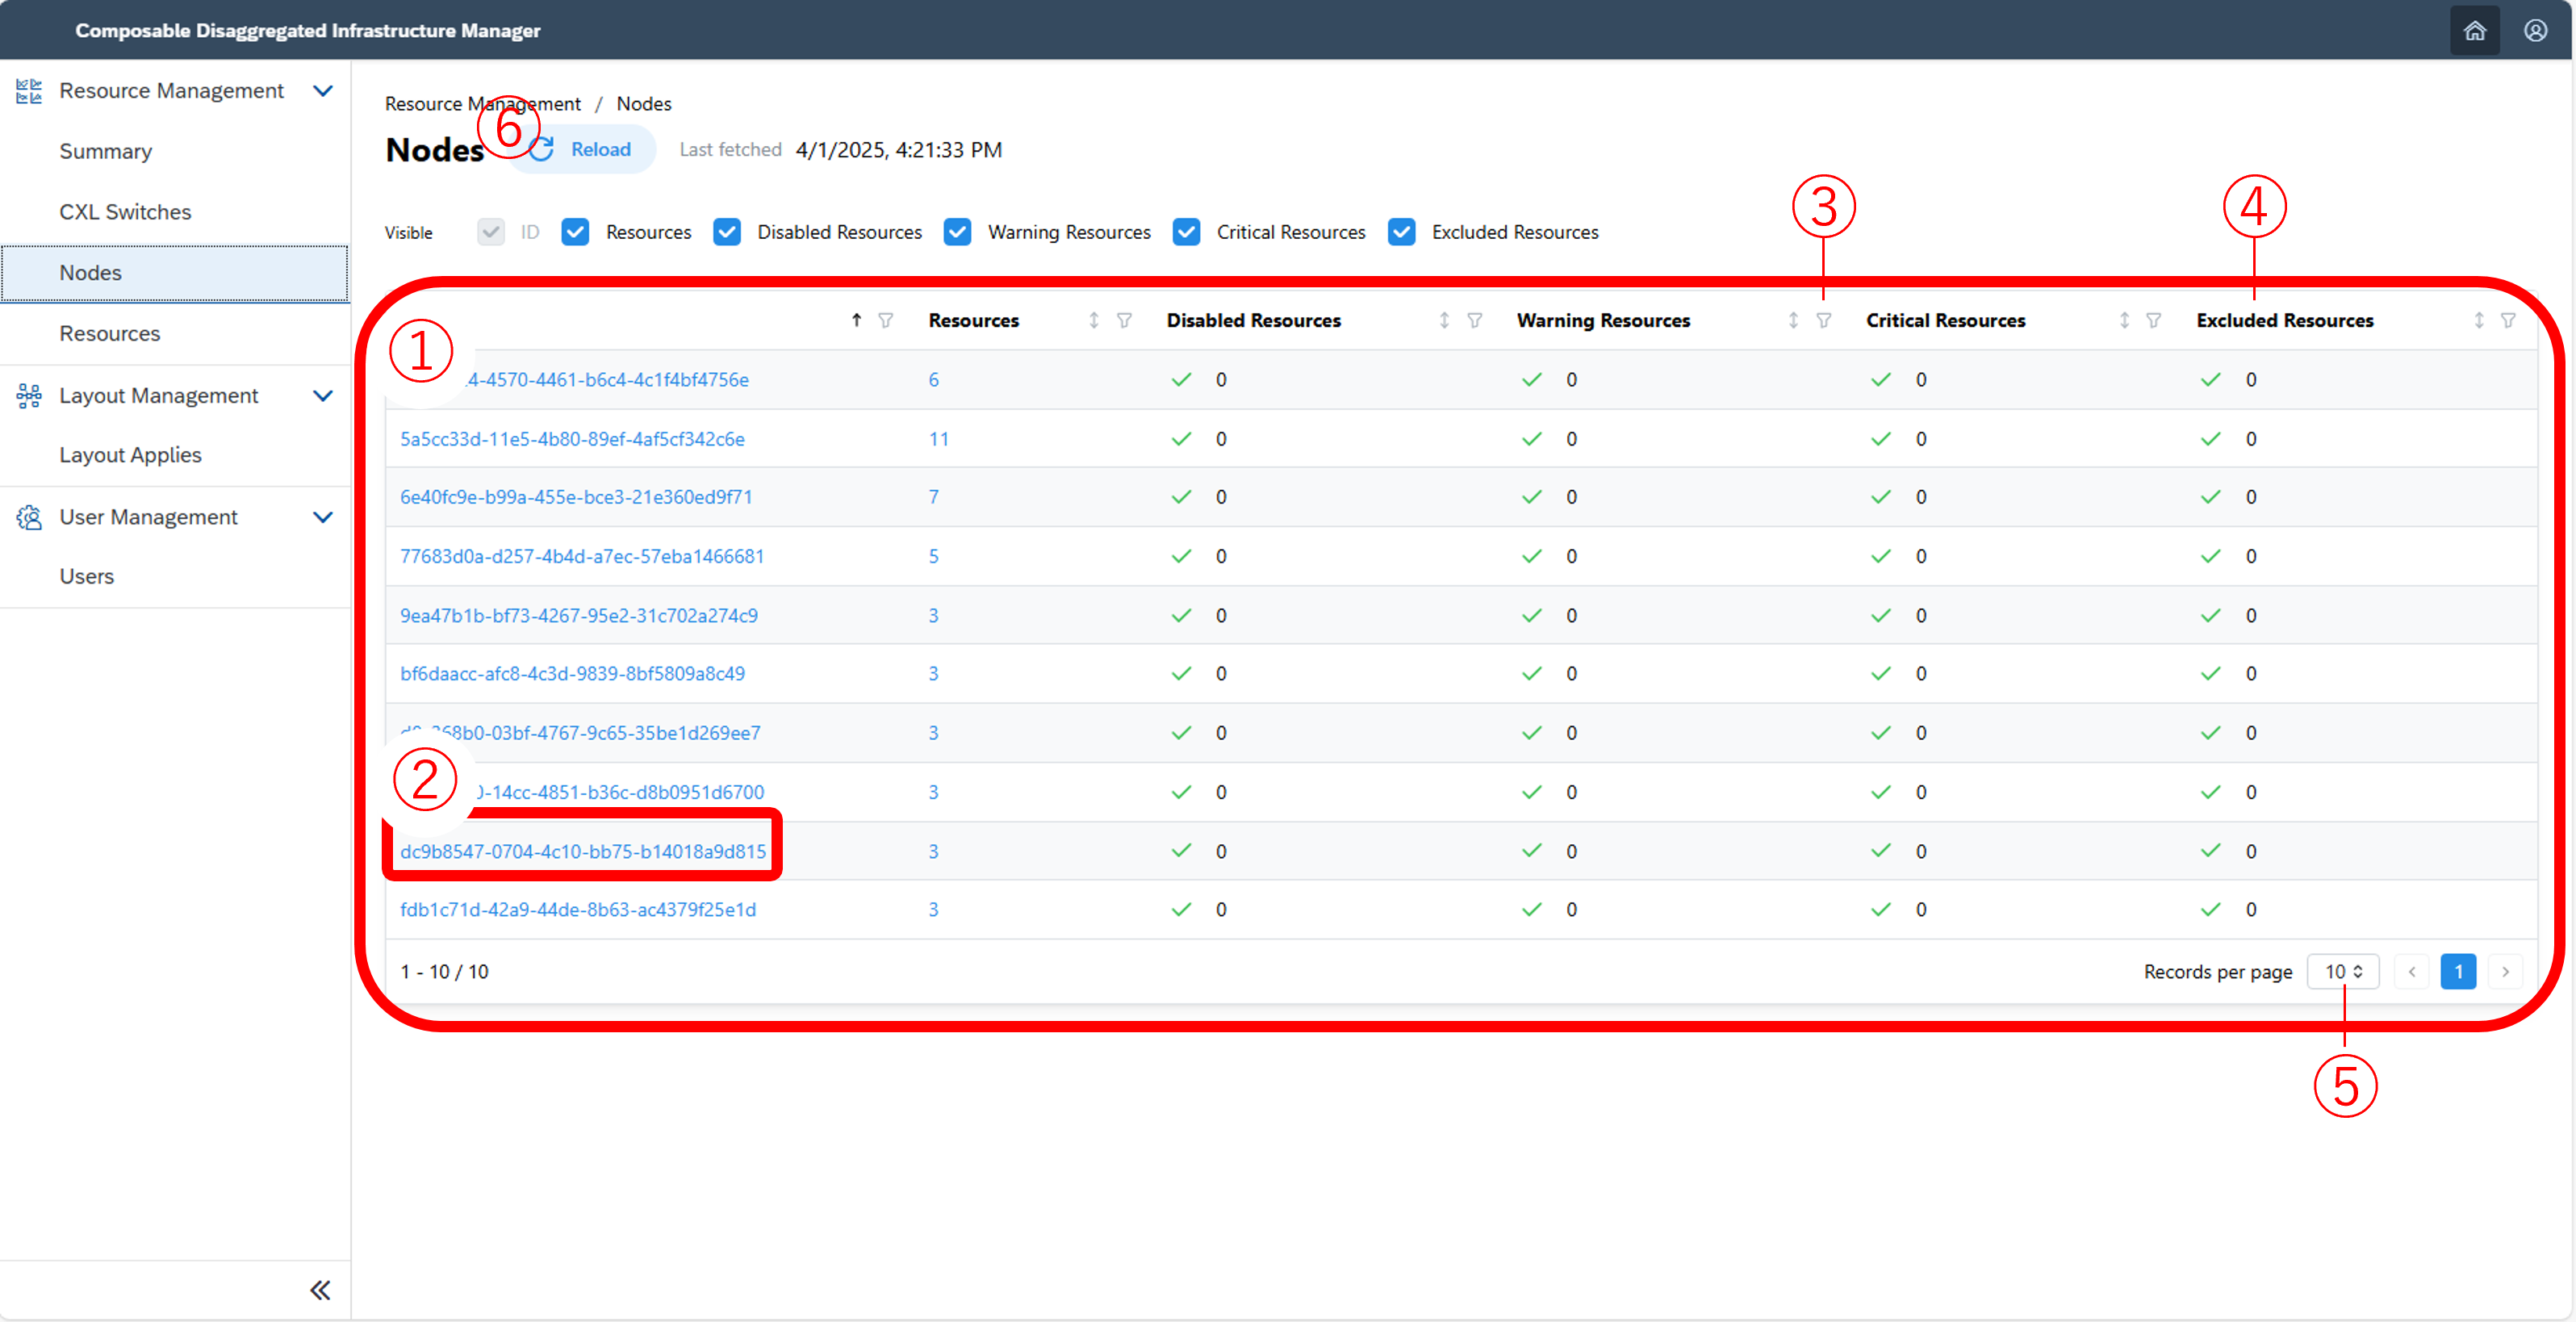 Composable Disaggregated Infrastructure Manager
Resource Management
Summary
CXL Switches
Nodes
Resources
Layout Management
Layout Applies
User Management
Users
Resource Management / Nodes
Nodes ⑥ Reload Last fetched 4/1/2025, 4:21:33 PM
Visible ID Resources Disabled Resources Warning Resources Critical Resources Excluded Resources
③ ④
Resources Disabled Resources Warning Resources Critical Resources Excluded Resources
①
4-4570-4461-b6c4-4c1f4bf4756e 6 0 0 0 0
5a5cc33d-11e5-4b80-89ef-4af5cf342c6e 11 0 0 0 0
6e40fc9e-b99a-455e-bce3-21e360ed9f71 7 0 0 0 0
77683d0a-d257-4b4d-a7ec-57eba1466681 5 0 0 0 0
9ea47b1b-bf73-4267-95e2-31c702a274c9 3 0 0 0 0
bf6daacc-afc8-4c3d-9839-8bf5809a8c49 3 0 0 0 0
68b0-03bf-4767-9c65-35be1d269ee7 3 0 0 0 0
②
-14cc-4851-b36c-d8b0951d6700 3 0 0 0 0
dc9b8547-0704-4c10-bb75-b14018a9d815 3 0 0 0 0
fdb1c71d-42a9-44de-8b63-ac4379f25e1d 3 0 0 0 0
1 - 10 / 10 Records per page 10 < 1 >
⑤